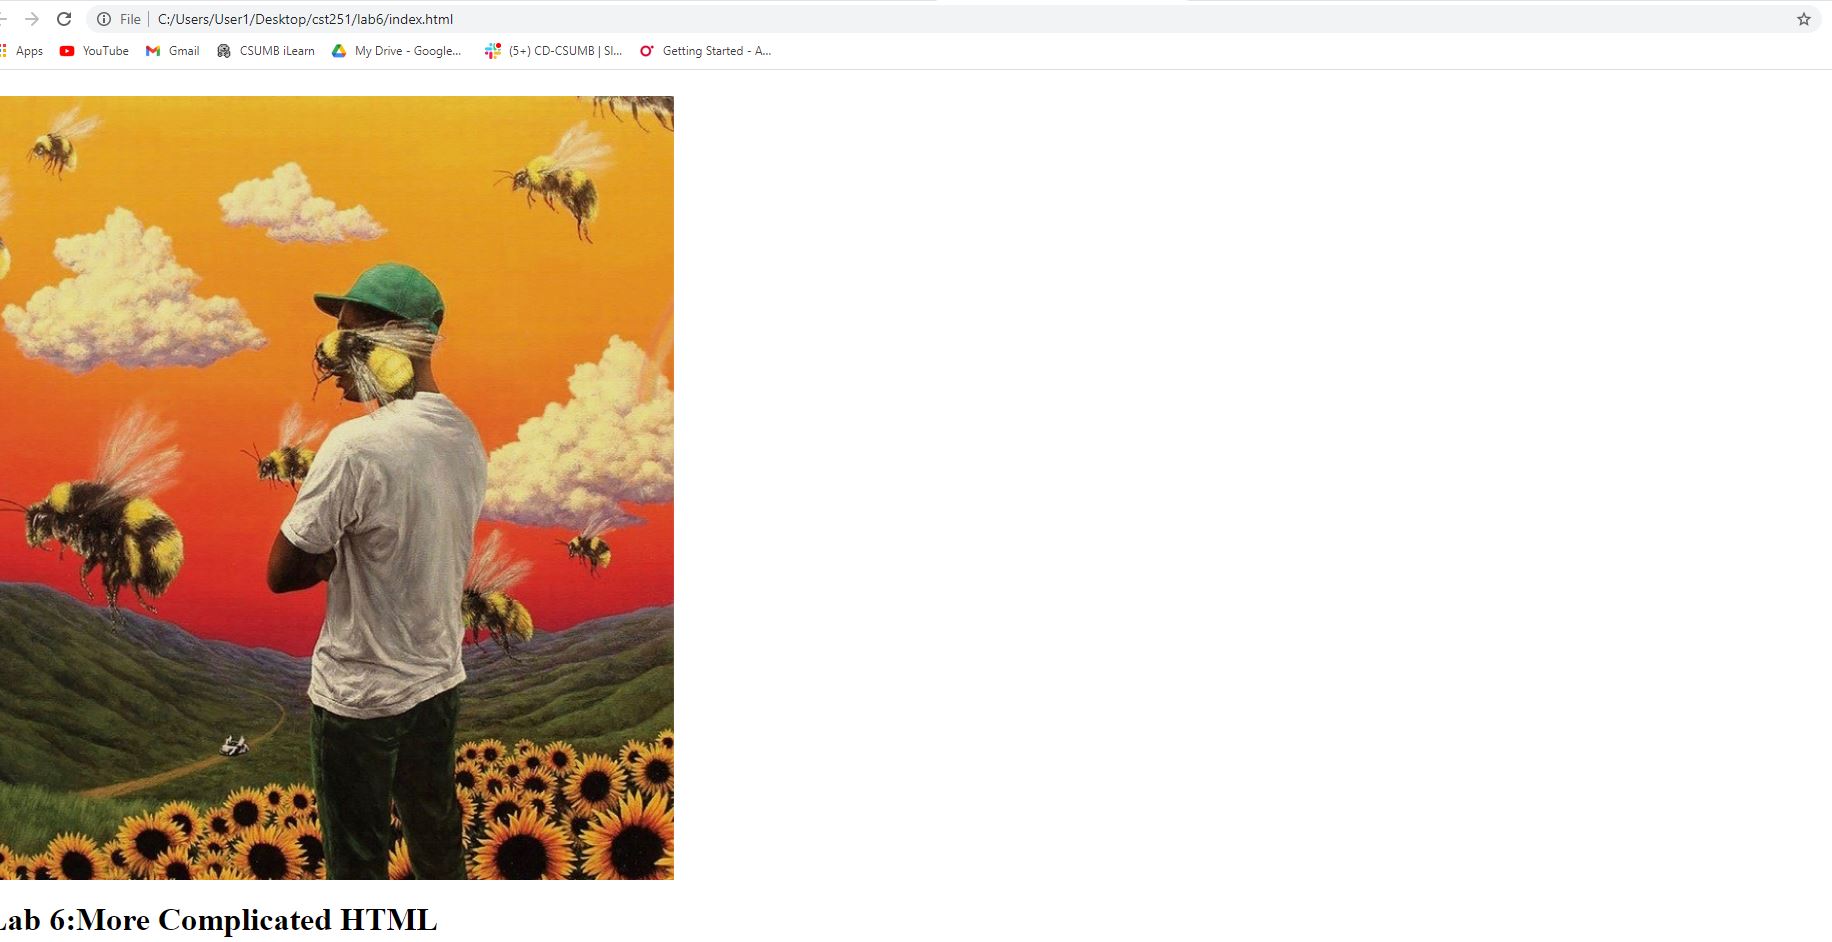 File C:/Users/User1/Desktop/cst251/lab6/index.html
Apps YouTube Gmail CSUMB iLearn My Drive - Google... (5+) CD-CSUMB | Sl... Getting Started - A...
Lab 6:More Complicated HTML